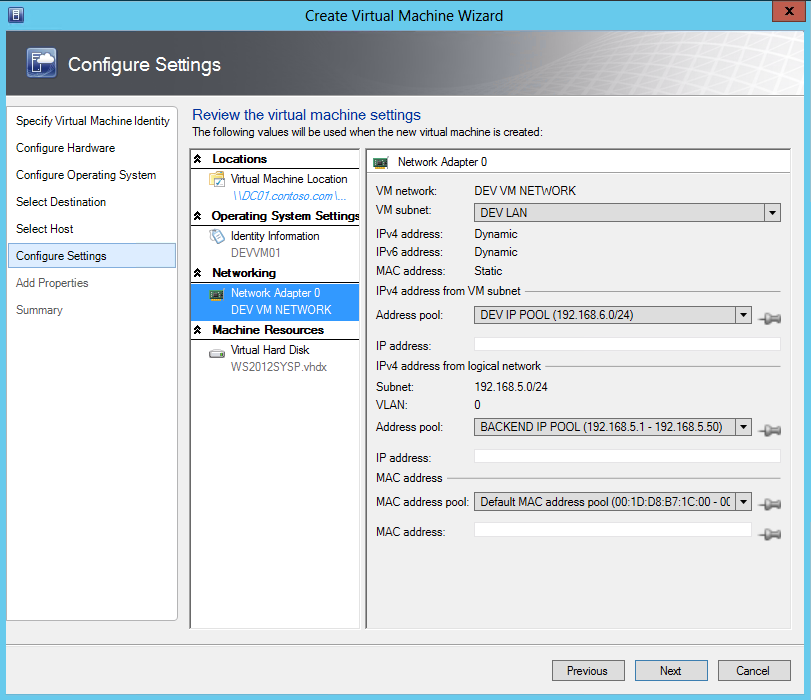 Create Virtual Machine Wizard
x
Configure Settings
Specify Virtual Machine Identity
Configure Hardware
Configure Operating System
Select Destination
Select Host
Configure Settings
Add Properties
Summary
Review the virtual machine settings
The following values will be used when the new virtual machine is created:
Locations
Virtual Machine Location
\\DC01.contoso.com\...
Operating System Settings
Identity Information
DEVVM01
Networking
Network Adapter 0
DEV VM NETWORK
Machine Resources
Virtual Hard Disk
WS2012SYSP.vhdx
Network Adapter 0
VM network: DEV VM NETWORK
VM subnet: DEV LAN
IPv4 address: Dynamic
IPv6 address: Dynamic
MAC address: Static
IPv4 address from VM subnet
Address pool: DEV IP POOL (192.168.6.0/24)
IP address:
IPv4 address from logical network
Subnet: 192.168.5.0/24
VLAN: 0
Address pool: BACKEND IP POOL (192.168.5.1 - 192.168.5.50)
IP address:
MAC address
MAC address pool: Default MAC address pool (00:1D:D8:B7:1C:00 - 00
MAC address:
Previous Next Cancel